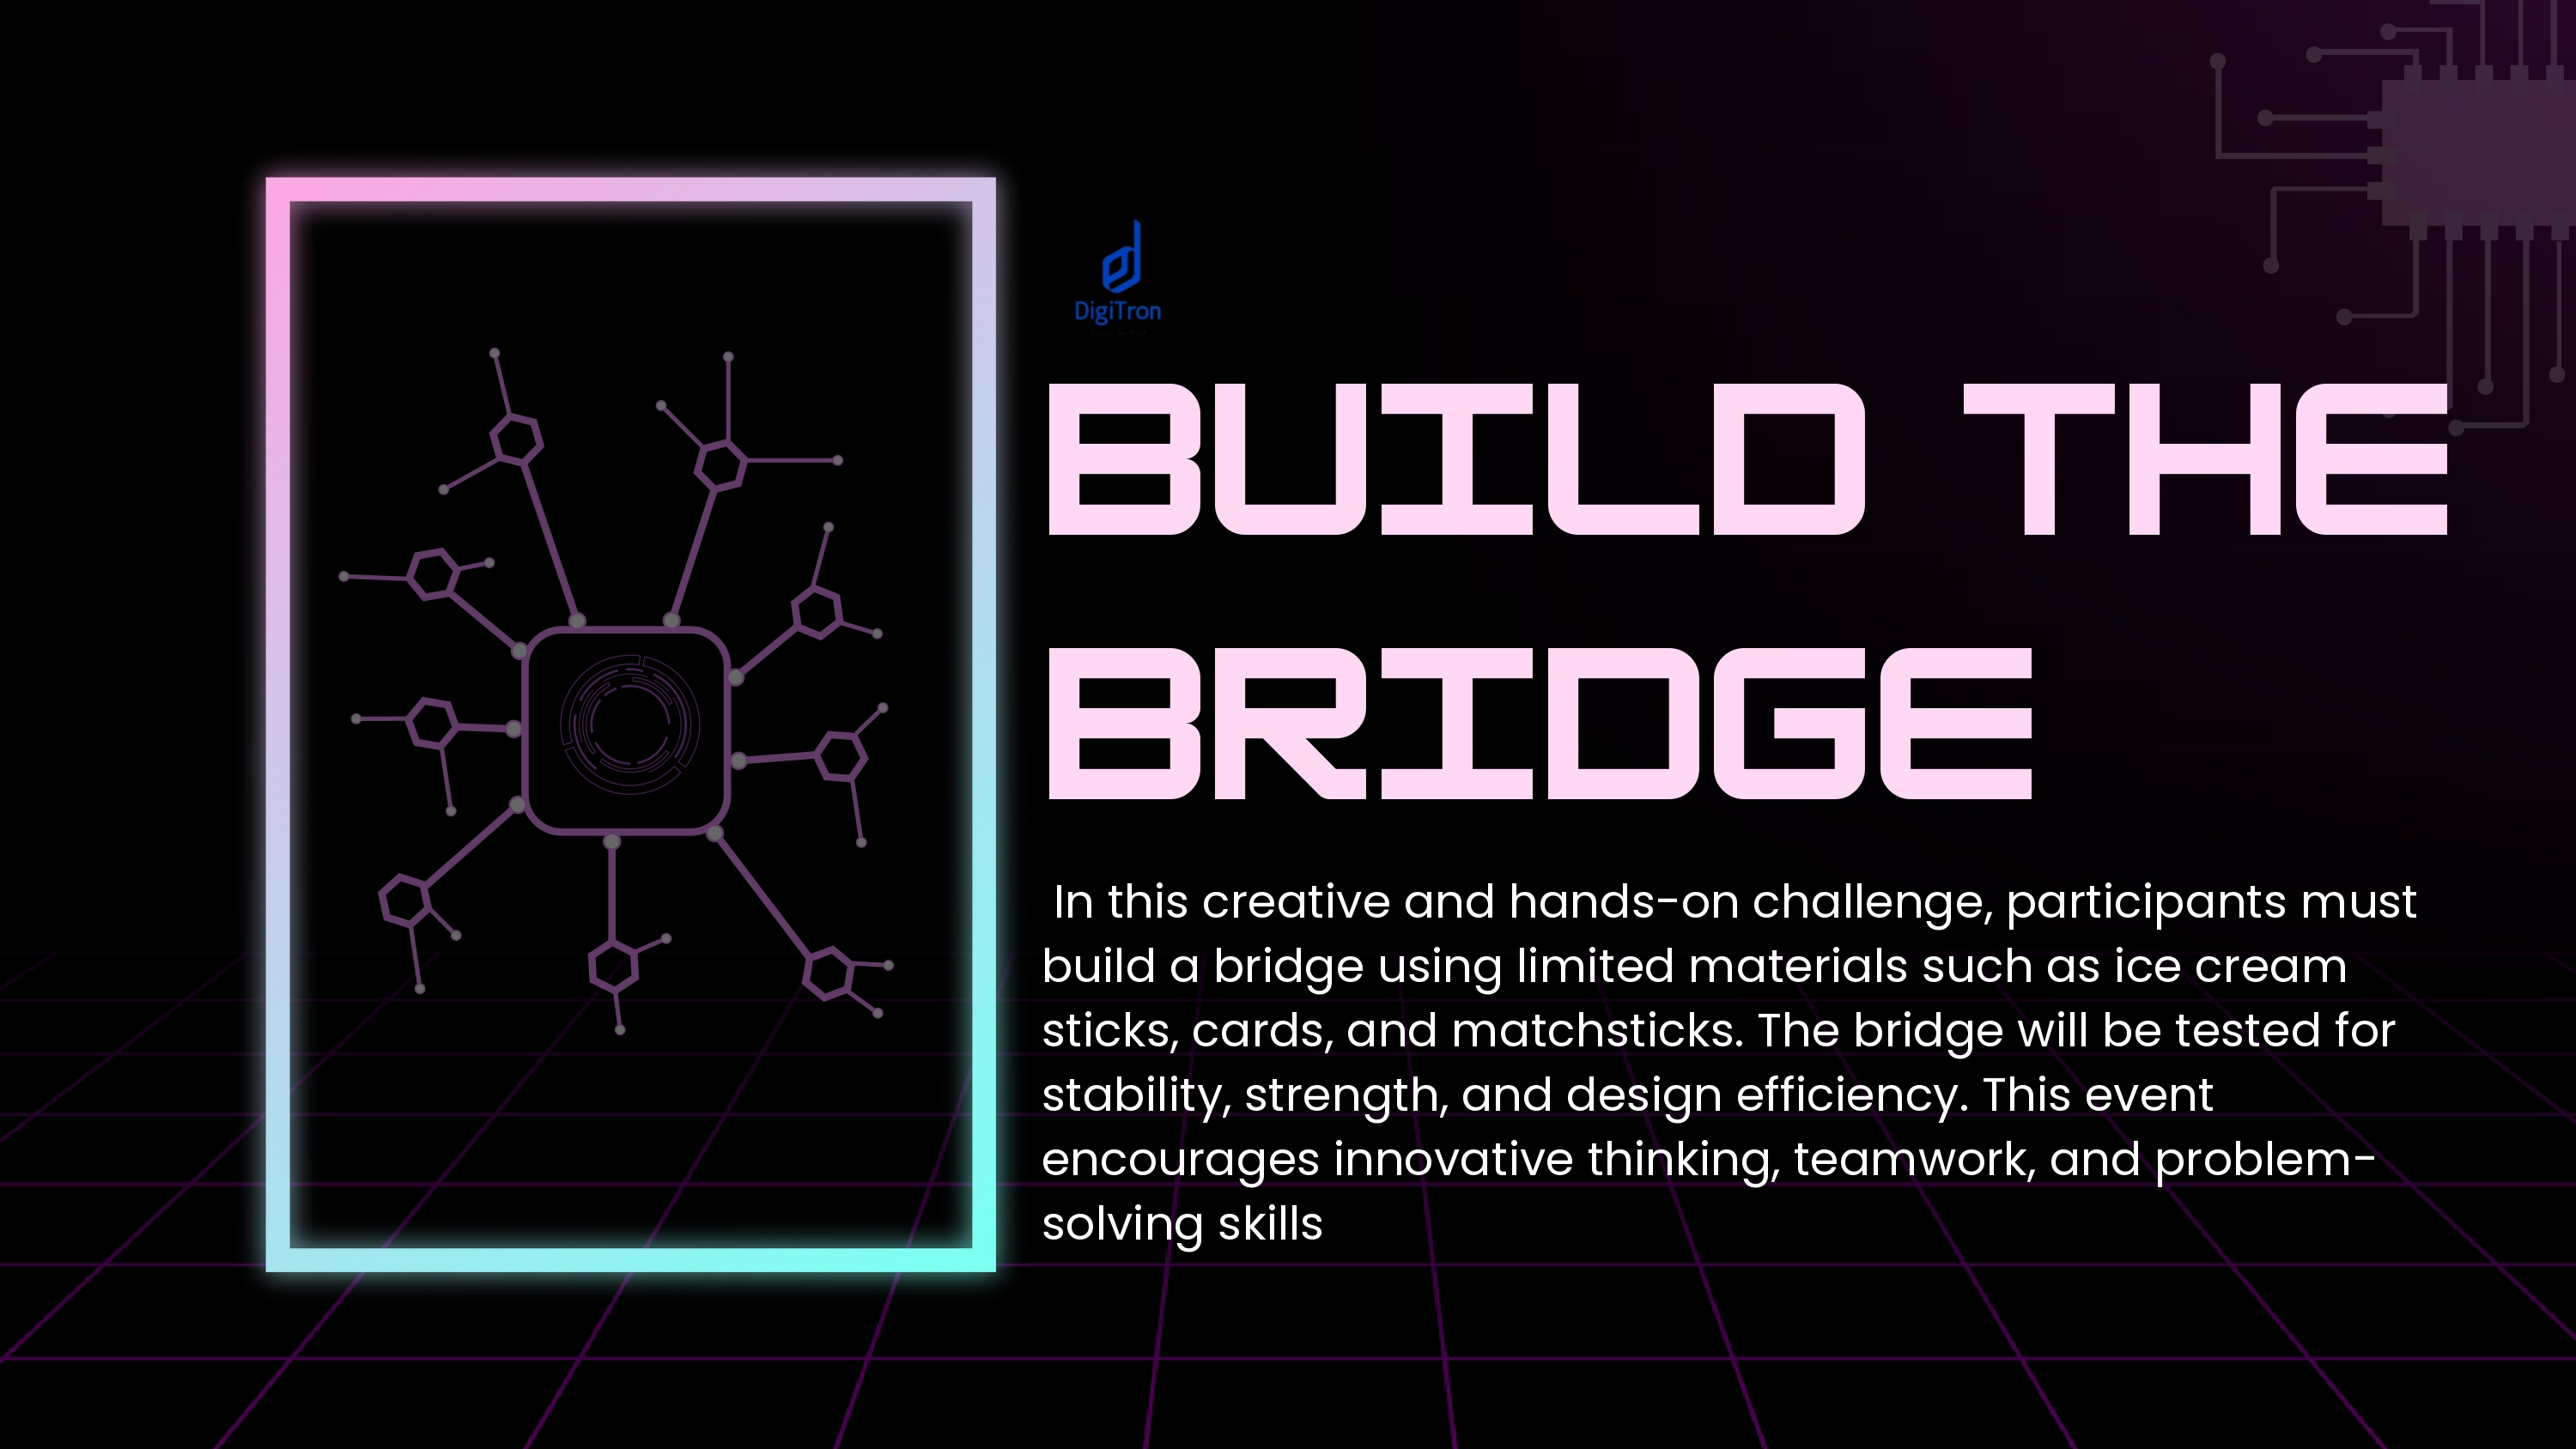 DigiTron
BUILD THE
BRIDGE
In this creative and hands-on challenge, participants must
build a bridge using limited materials such as ice cream
sticks, cards, and matchsticks. The bridge will be tested for
stability, strength, and design efficiency. This event
encourages innovative thinking, teamwork, and problem-
solving skills